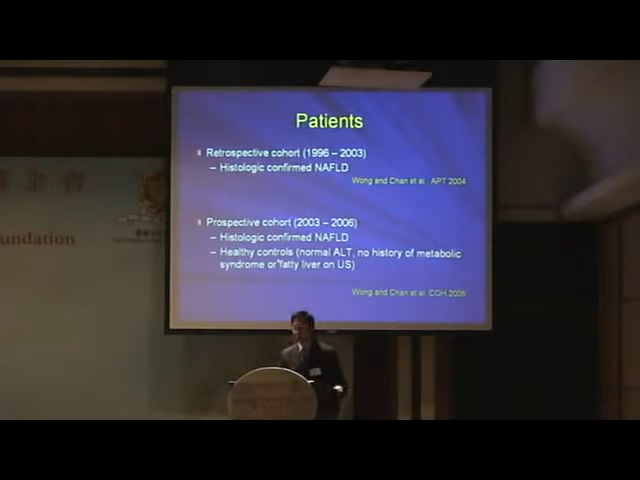 Patients
Retrospective cohort (1996 – 2003)
– Histologic confirmed NAFLD
Wong and Chan et al. APT 2004
Prospective cohort (2003 – 2006)
– Histologic confirmed NAFLD
– Healthy controls (normal ALT, no history of metabolic
syndrome or fatty liver on US)
Wong and Chan et al. CGH 2006
金會
undation